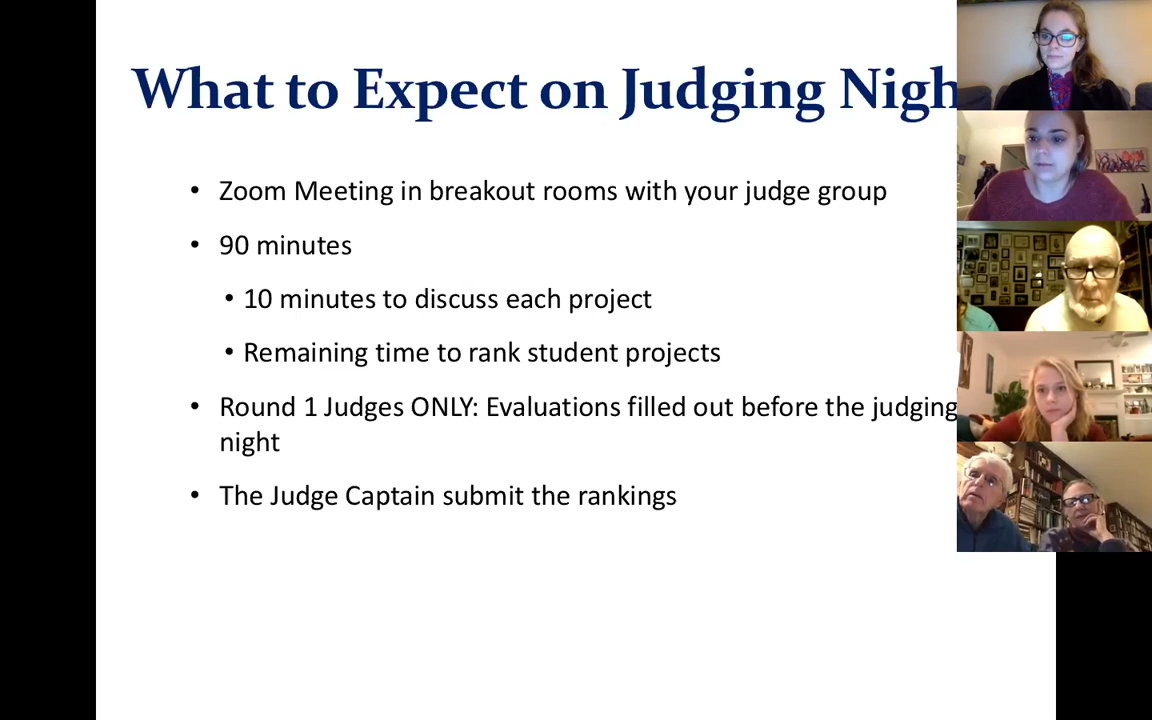 What to Expect on Judging Nigh
• Zoom Meeting in breakout rooms with your judge group
• 90 minutes
• 10 minutes to discuss each project
• Remaining time to rank student projects
• Round 1 Judges ONLY: Evaluations filled out before the judging
night
• The Judge Captain submit the rankings